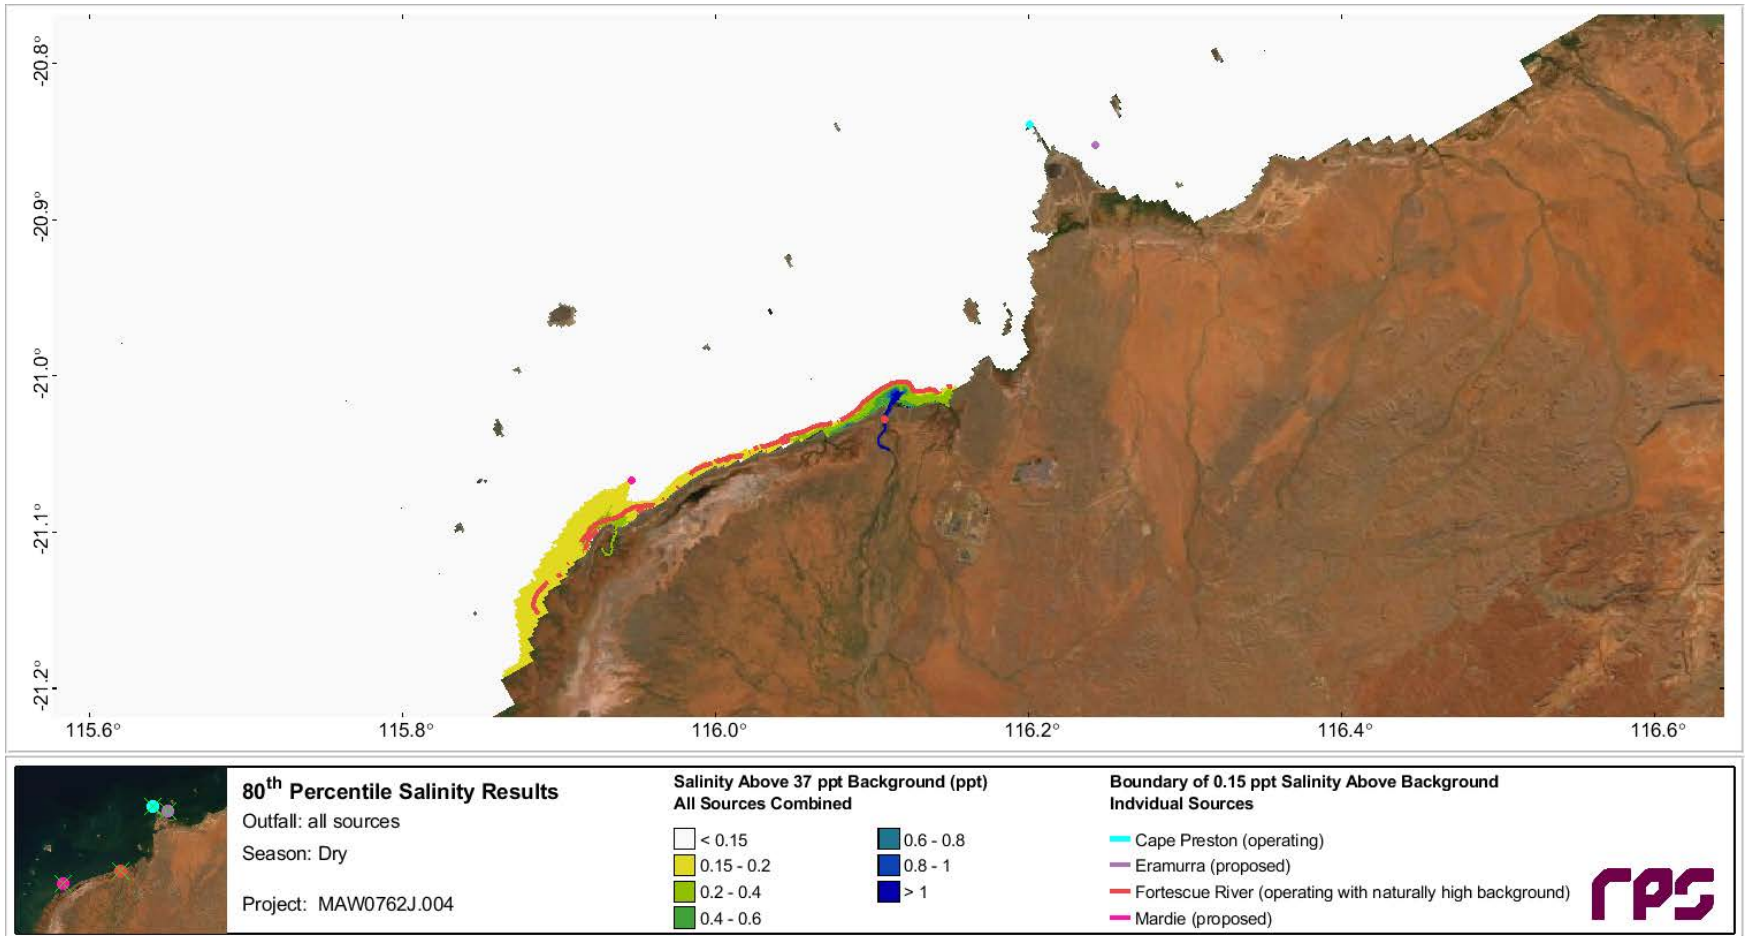 -20.8°
-20.9°
-21.0°
-21.1°
-21.2°
115.6°
115.8°
116.0°
116.2°
116.4°
116.6°
80th Percentile Salinity Results
Outfall: all sources
Season: Dry
Project: MAW0762J.004
Salinity Above 37 ppt Background (ppt)
All Sources Combined
< 0.15
0.15 - 0.2
0.2 - 0.4
0.4 - 0.6
0.6 - 0.8
0.8 - 1
> 1
Boundary of 0.15 ppt Salinity Above Background
Indvidual Sources
Cape Preston (operating)
Eramurra (proposed)
Fortescue River (operating with naturally high background)
Mardie (proposed)
rps